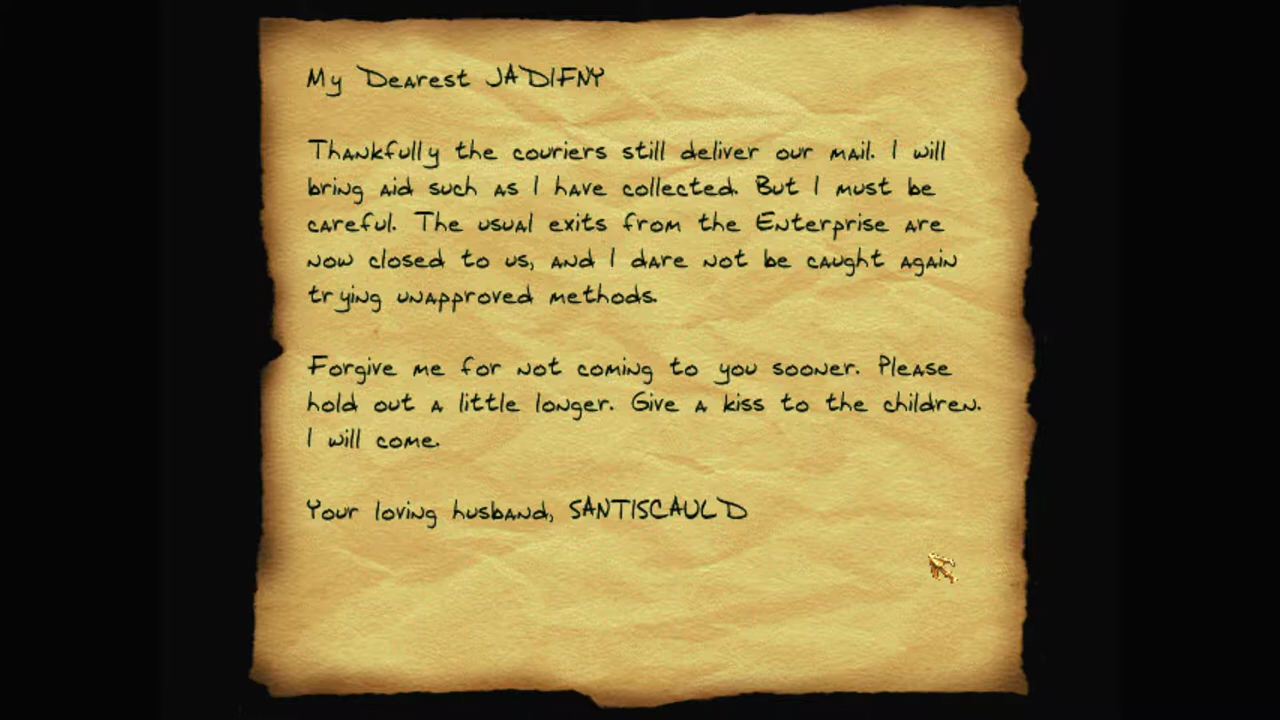 My Dearest JADIFNY
Thankfully the couriers still deliver our mail. I will
bring aid such as I have collected. But I must be
careful. The usual exits from the Enterprise are
now closed to us, and I dare not be caught again
trying unapproved methods.
Forgive me for not coming to you sooner. Please
hold out a little longer. Give a kiss to the children.
I will come.
Your loving husband, SANTISCAULD